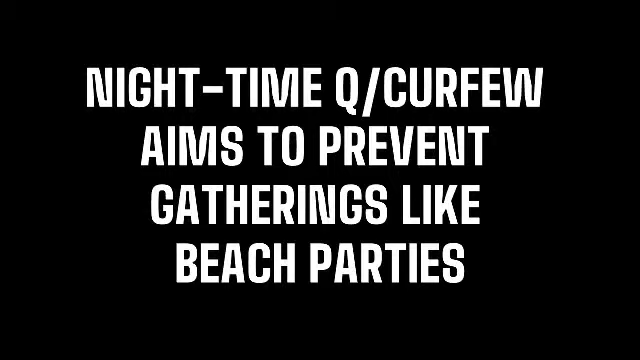 NIGHT-TIME Q/CURFEW
AIMS TO PREVENT
GATHERINGS LIKE
BEACH PARTIES